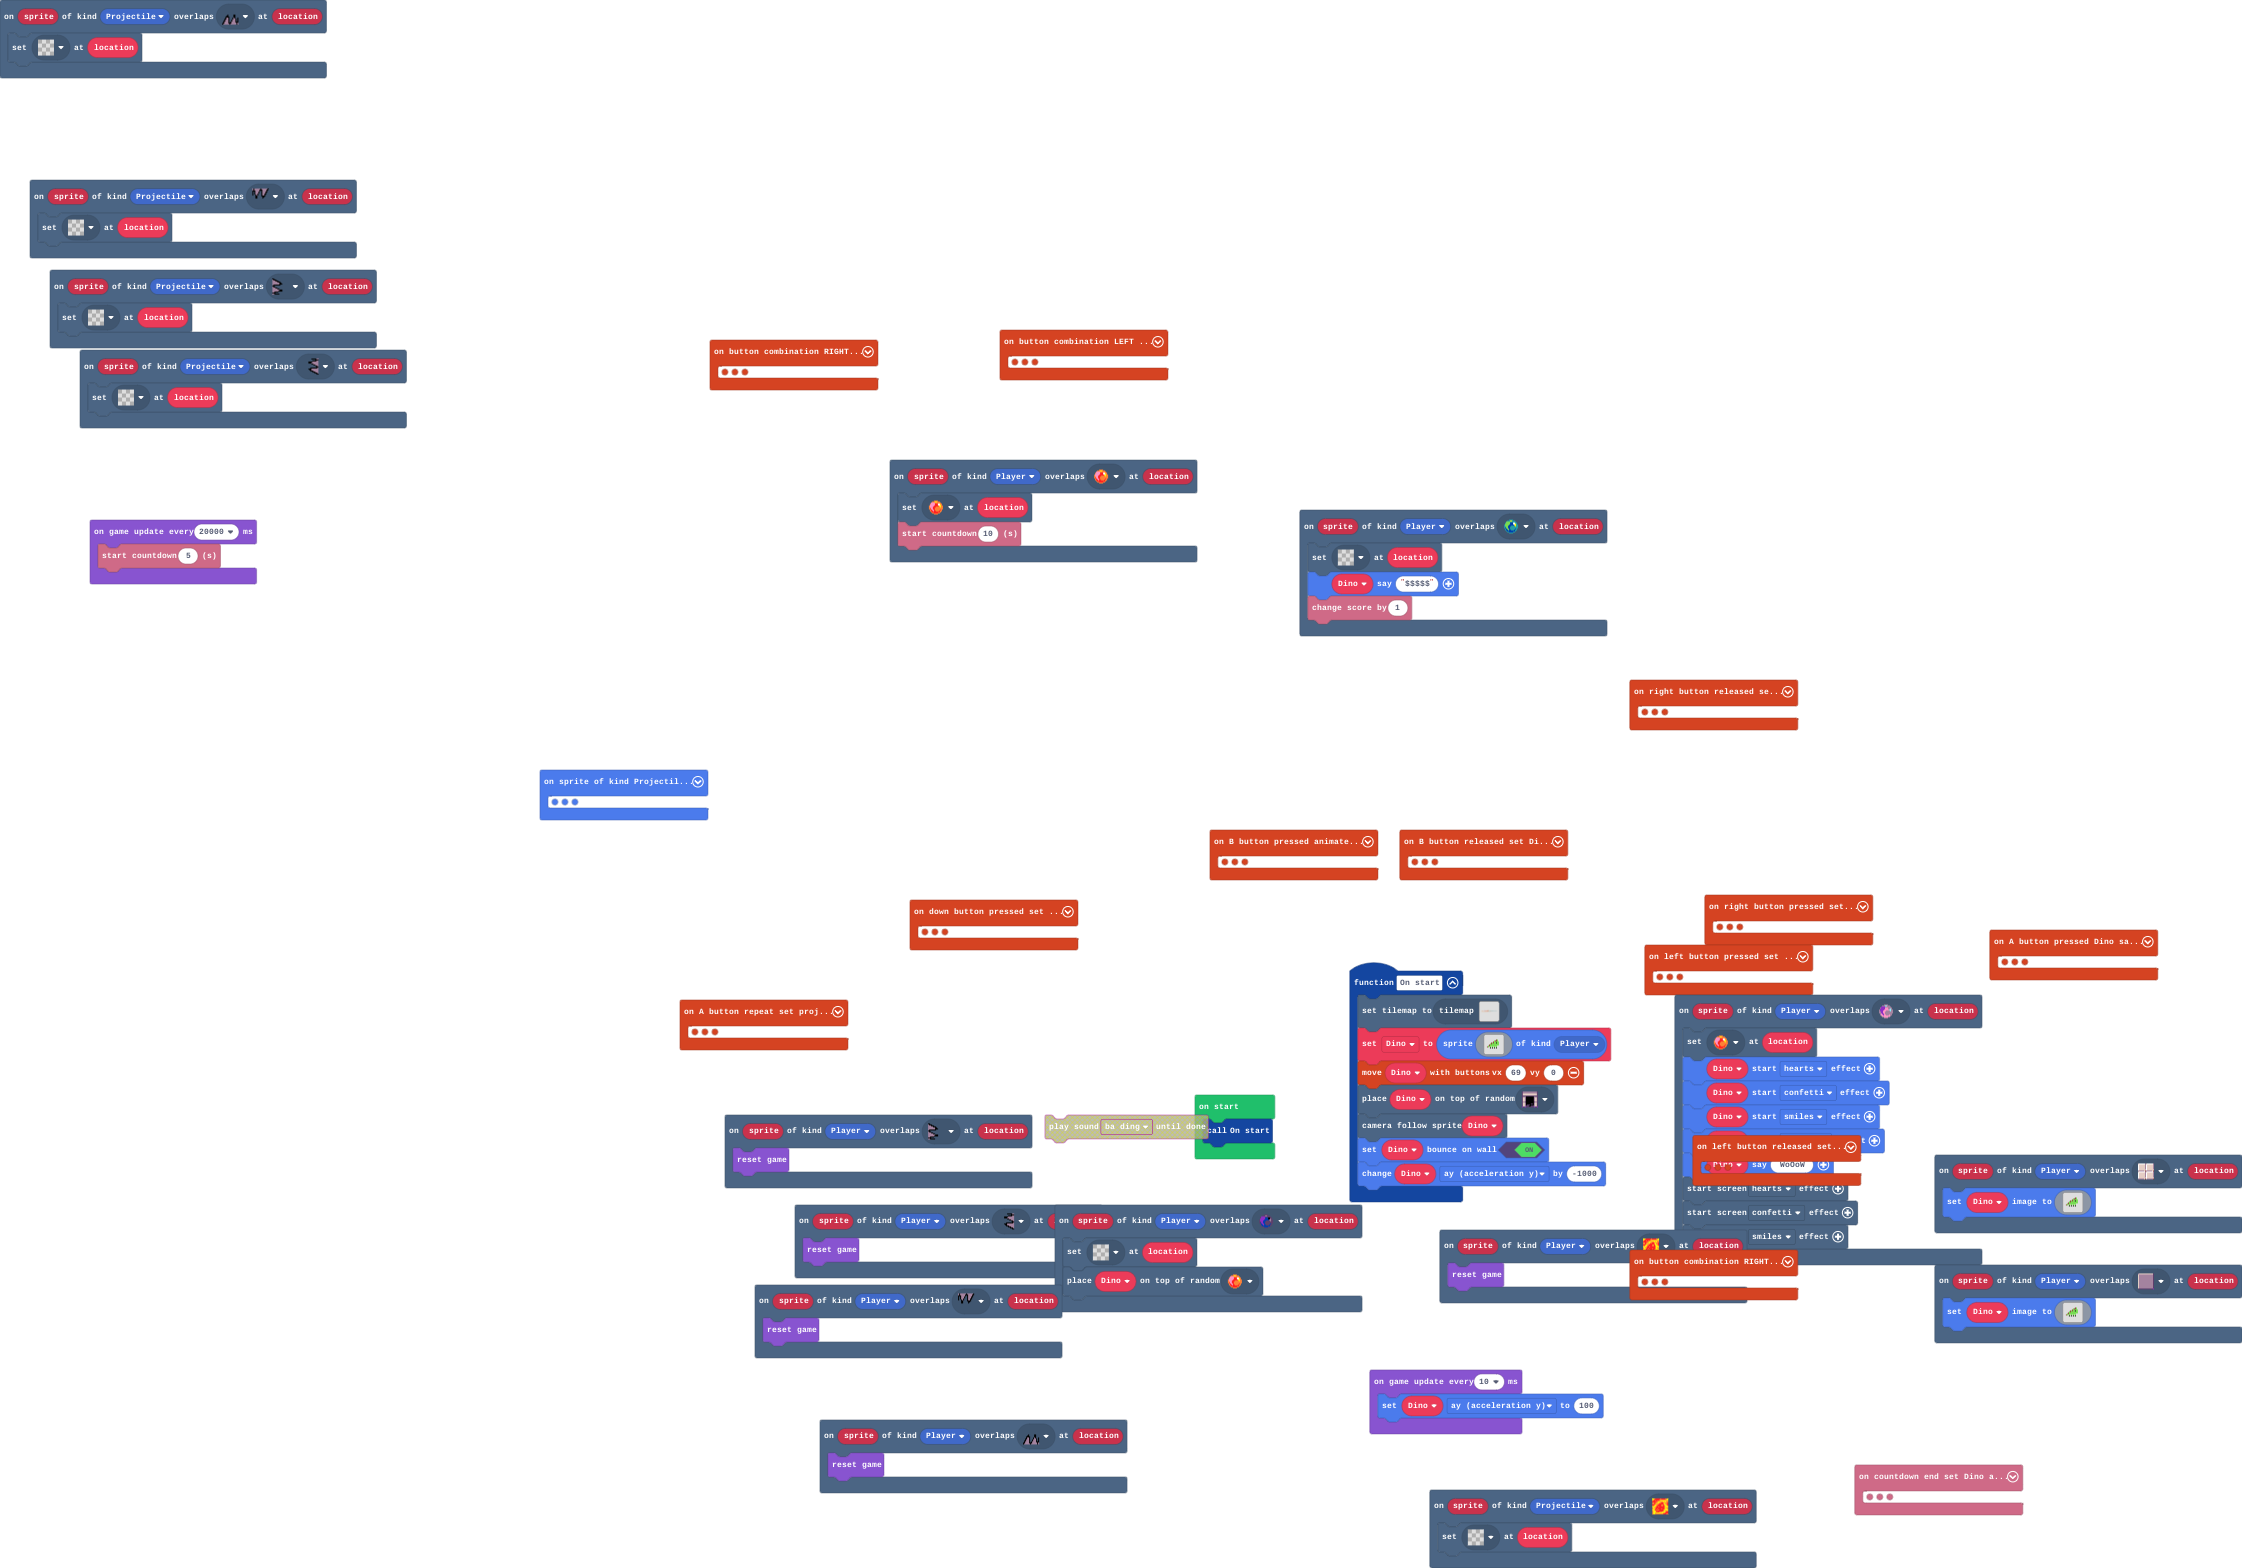 on sprite of kind Projectile overlaps at location
set at location
on sprite of kind Projectile overlaps at location
set at location
on sprite of kind Projectile overlaps at location
set at location
on sprite of kind Projectile overlaps at location
set at location
on button combination RIGHT...
on button combination LEFT ...
on sprite of kind Player overlaps at location
set at location
start countdown 10 (s)
on game update every 20000 ms
start countdown 5 (s)
on sprite of kind Player overlaps at location
set at location
Dino say "$$$$$"
change score by 1
on right button released se...
on sprite of kind Projectil...
on B button pressed animate...
on B button released set Di...
on down button pressed set ...
on right button pressed set...
on left button pressed set ...
on A button pressed Dino sa...
on A button repeat set proj...
function On start
set tilemap to tilemap
set Dino to sprite of kind Player
move Dino with buttons vx 69 vy 0
place Dino on top of random
camera follow sprite Dino
set Dino bounce on wall ON
change Dino ay (acceleration y) by -1000
on sprite of kind Player overlaps at location
set at location
Dino start hearts effect
Dino start confetti effect
Dino start smiles effect
on left button released set...
Dino say "WoOoW"
start screen hearts effect
start screen confetti effect
smiles effect
on start
call On start
play sound ba ding until done
on sprite of kind Player overlaps at location
reset game
on sprite of kind Player overlaps at
reset game
on sprite of kind Player overlaps at location
set at location
place Dino on top of random
on sprite of kind Player overlaps at location
reset game
on sprite of kind Player overlaps at location
reset game
on button combination RIGHT...
on sprite of kind Player overlaps at location
set Dino image to
on sprite of kind Player overlaps at location
set Dino image to
on game update every 10 ms
set Dino ay (acceleration y) to 100
on sprite of kind Player overlaps at location
reset game
on countdown end set Dino a...
on sprite of kind Projectile overlaps at location
set at location